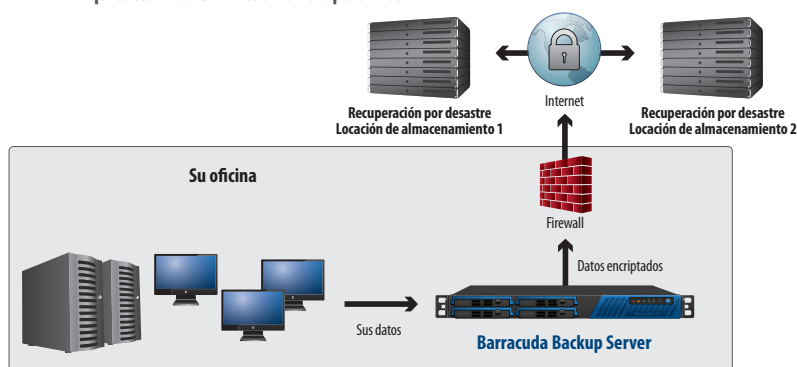 Internet
Recuperación por desastre
Locación de almacenamiento 1
Recuperación por desastre
Locación de almacenamiento 2
Su oficina
Firewall
Datos encriptados
Sus datos
Barracuda Backup Server